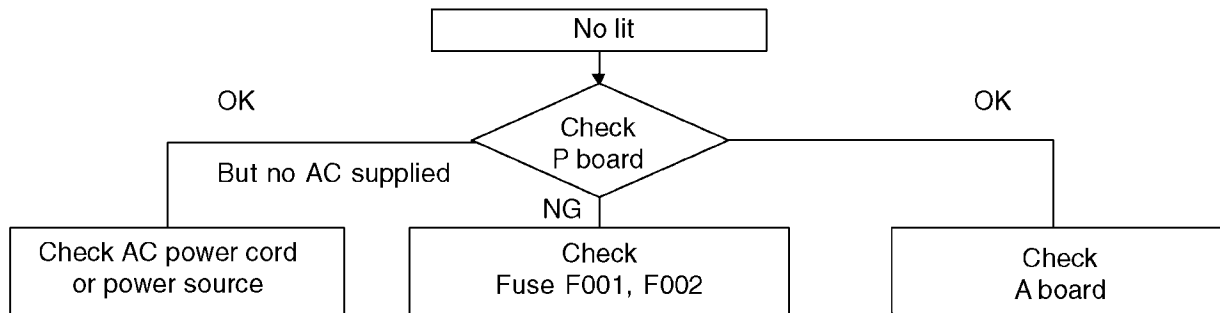 No lit
OK
OK
Check
P board
But no AC supplied
NG
Check AC power cord
or power source
Check
Fuse F001, F002
Check
A board